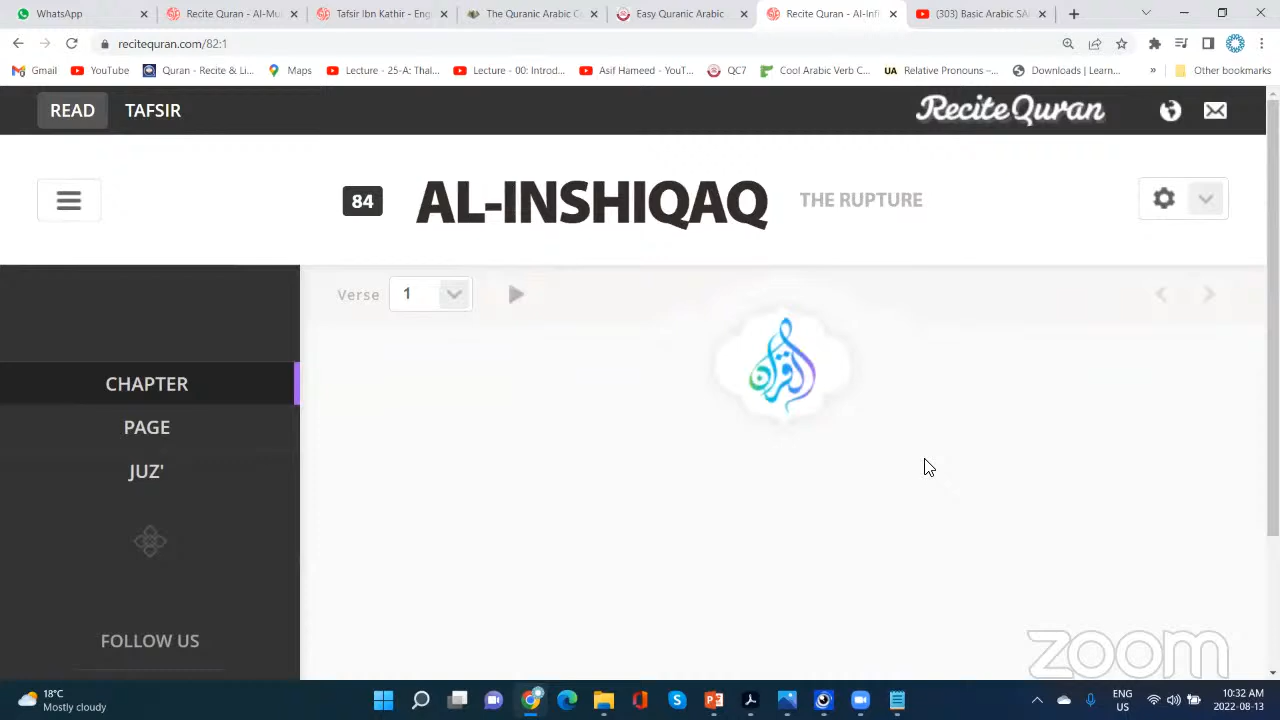 WhatsApp
Recite Quran - Al-Mu
Tafsir Ibn Kathir - Eng
The Quranic Arabic C
Easy Quranic Arabic
Recite Quran - Al-Infi
(303) Basic Arabic SA
recitequran.com/82:1
Gmail
YouTube
Quran - Recite & Li...
Maps
Lecture - 25-A: Thal...
Lecture - 00: Introd...
Asif Hameed - YouT...
QC7
Cool Arabic Verb C...
UA Relative Pronouns –...
Downloads | Learn...
»
Other bookmarks
READ
TAFSIR
ReciteQuran
84
AL-INSHIQAQ
THE RUPTURE
Verse
1
القرآن
CHAPTER
PAGE
JUZ'
FOLLOW US
zoom
18°C
Mostly cloudy
ENG
US
10:32 AM
2022-08-13